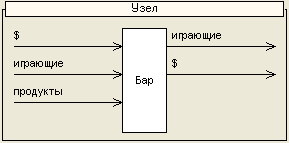 Узел
$
играющие
продукты
Бар
играющие
$